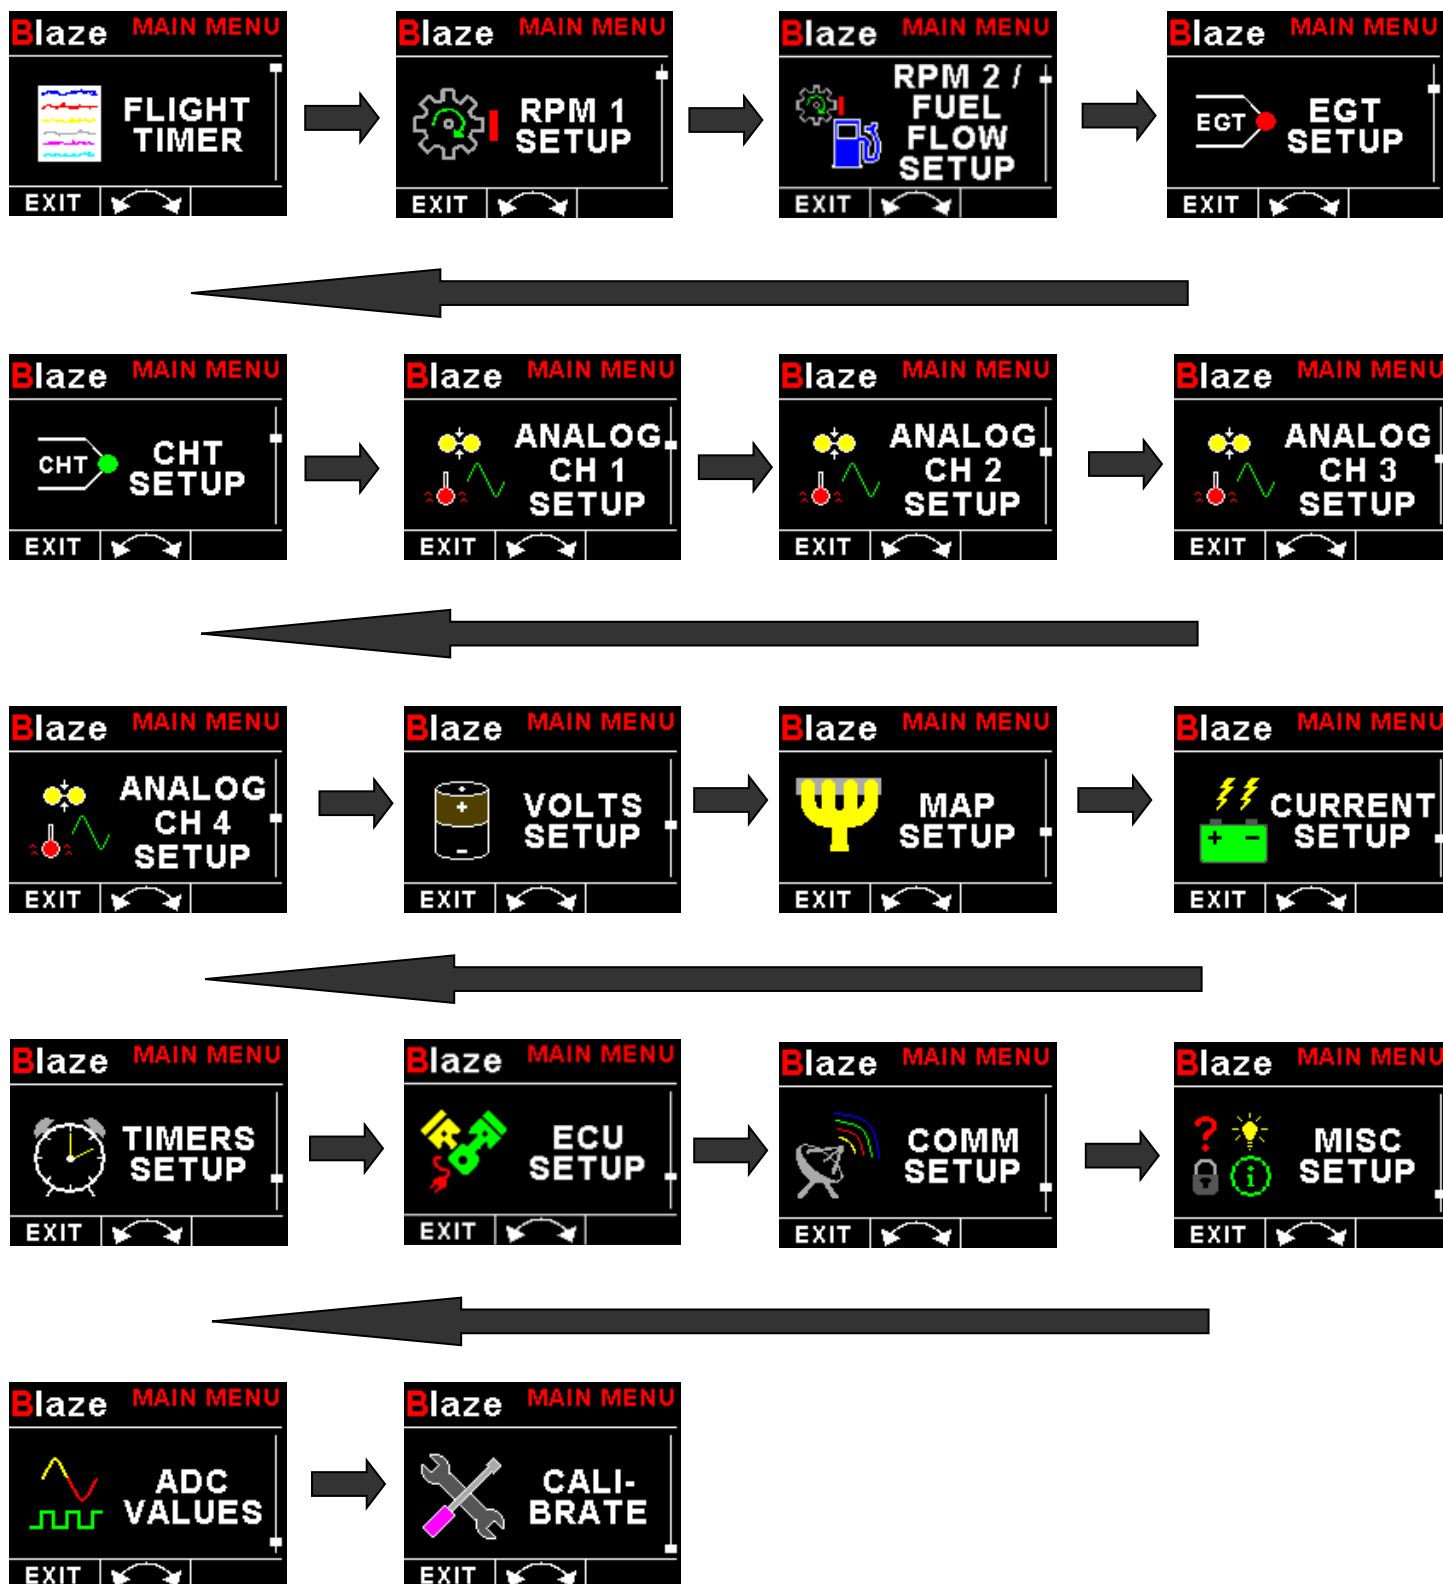 Blaze MAIN MENU
FLIGHT
TIMER
EXIT
Blaze MAIN MENU
RPM 1
SETUP
EXIT
Blaze MAIN MENU
RPM 2 /
FUEL
FLOW
SETUP
EXIT
Blaze MAIN MENU
EGT
EGT
SETUP
EXIT
Blaze MAIN MENU
CHT
CHT
SETUP
EXIT
Blaze MAIN MENU
ANALOG
CH 1
SETUP
EXIT
Blaze MAIN MENU
ANALOG
CH 2
SETUP
EXIT
Blaze MAIN MENU
ANALOG
CH 3
SETUP
EXIT
Blaze MAIN MENU
ANALOG
CH 4
SETUP
EXIT
Blaze MAIN MENU
+
+
-
VOLTS
SETUP
EXIT
Blaze MAIN MENU
MAP
SETUP
EXIT
Blaze MAIN MENU
+ -
CURRENT
SETUP
EXIT
Blaze MAIN MENU
TIMERS
SETUP
EXIT
Blaze MAIN MENU
ECU
SETUP
EXIT
Blaze MAIN MENU
COMM
SETUP
EXIT
Blaze MAIN MENU
?
i
MISC
SETUP
EXIT
Blaze MAIN MENU
ADC
VALUES
EXIT
Blaze MAIN MENU
CALI-
BRATE
EXIT